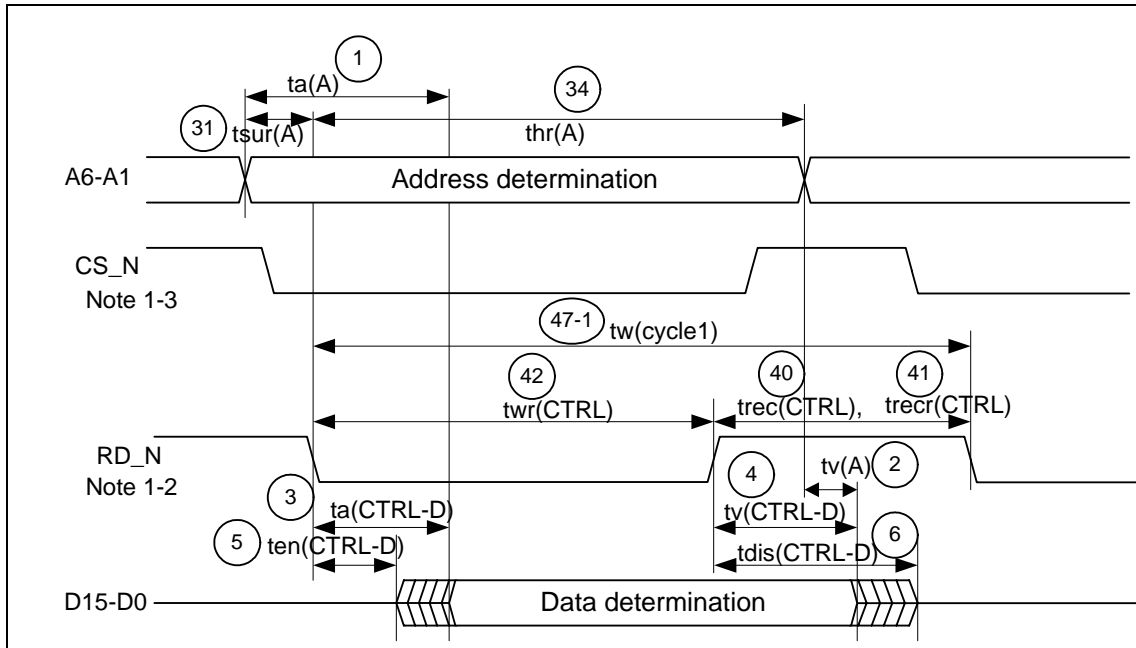 1
ta(A)
34
31
tsur(A)
thr(A)
A6-A1
Address determination
CS_N
Note 1-3
47-1
tw(cycle1)
42
40
41
twr(CTRL)
trec(CTRL),
trecr(CTRL)
RD_N
Note 1-2
4
tv(A)
2
3
ta(CTRL-D)
tv(CTRL-D)
5
ten(CTRL-D)
tdis(CTRL-D)
6
D15-D0
Data determination